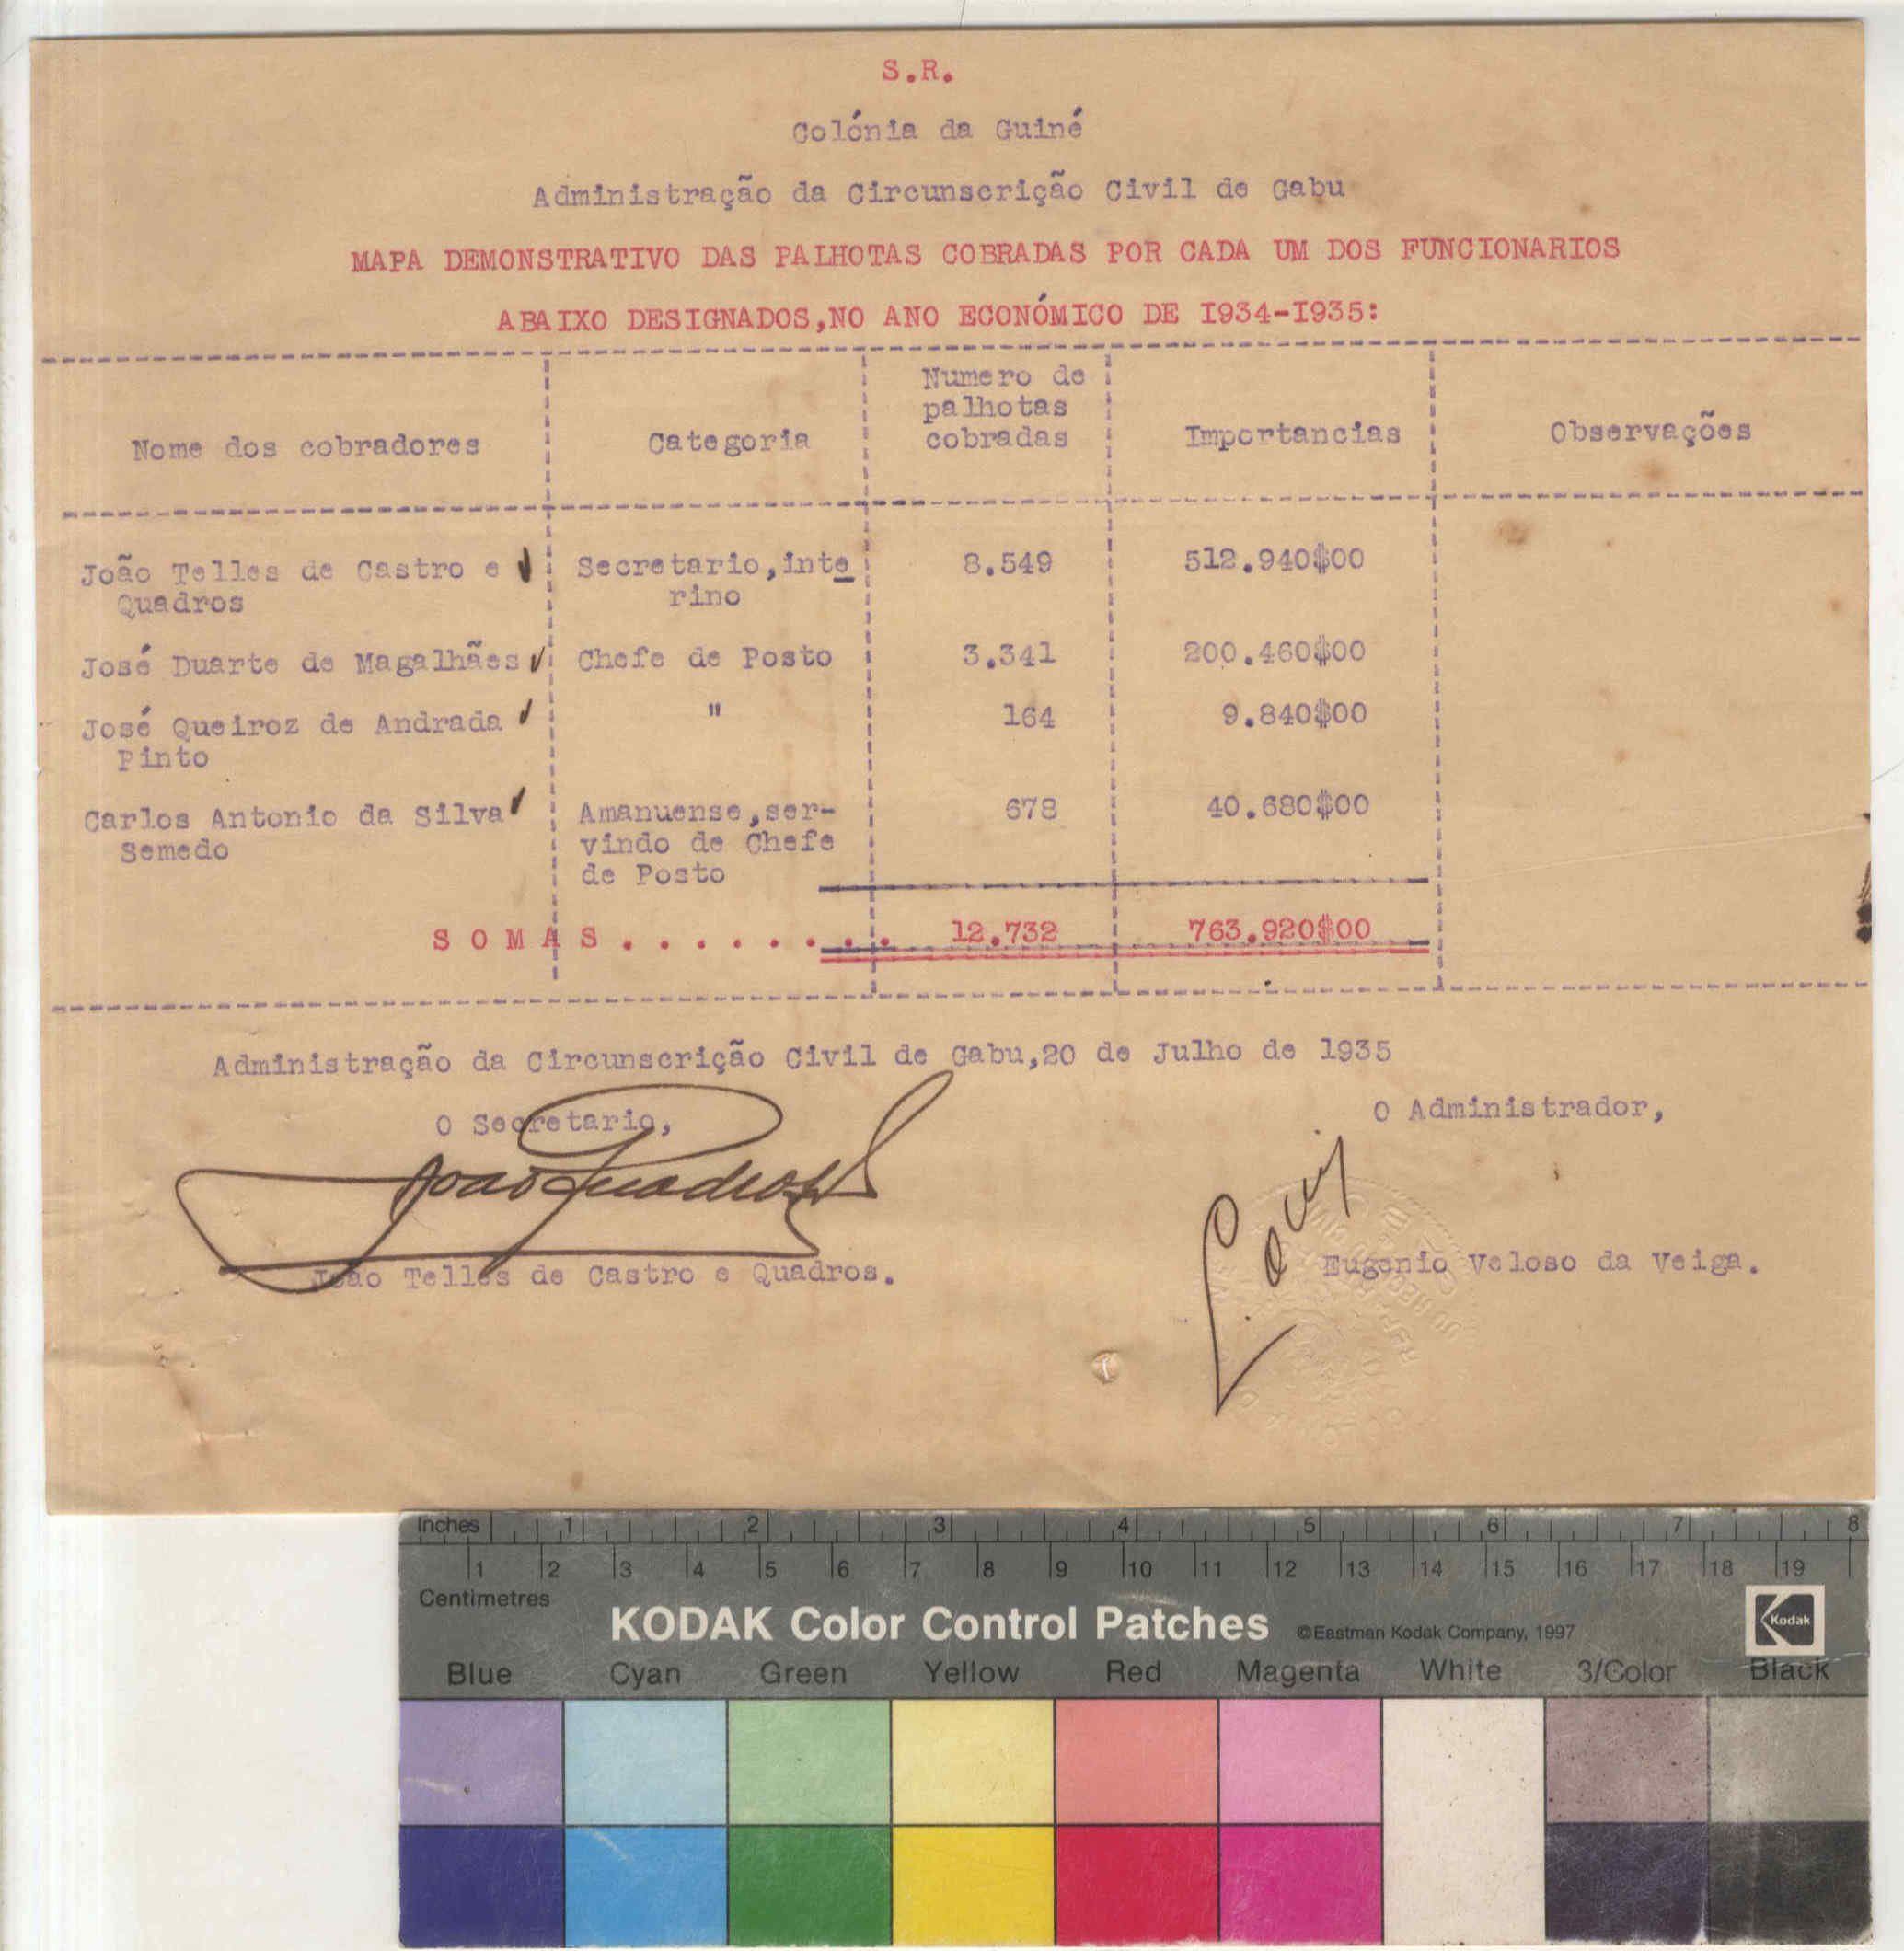 S.R.
Colónia da Guiné
Administração da Circunscrição Civil de Gabu
MAPA DEMONSTRATIVO DAS PALHOTAS COBRADAS POR CADA UM DOS FUNCIONARIOS
ABAIXO DESIGNADOS,NO ANO ECONÓMICO DE I934-I935:
Nome dos cobradores Categoria Numero de palhotas cobradas Importancias Observações
João Telles de Castro e Secretario,inte 8.549 512.940$00
Quadros rino
José Duarte de Magalhães Chefe de Posto 3.341 200.460$00
José Queiroz de Andrada " 164 9.840$00
Pinto
Carlos Antonio da Silva Amanuense,ser- 678 40.680$00
Semedo vindo de Chefe
de Posto
S O M A S . . . . . . . . 12.732 763.920$00
Administração da Circunscrição Civil de Gabu,20 de Julho de 1935
O Secretario, O Administrador,
João Quadros
João Telles de Castro e Quadros. Eugenio Veloso da Veiga.
Inches 1 2 3 4 5 6 7 8
1 2 3 4 5 6 7 8 9 10 11 12 13 14 15 16 17 18 19
Centimetres
KODAK Color Control Patches ©Eastman Kodak Company, 1997 Kodak
Blue Cyan Green Yellow Red Magenta White 3/Color Black